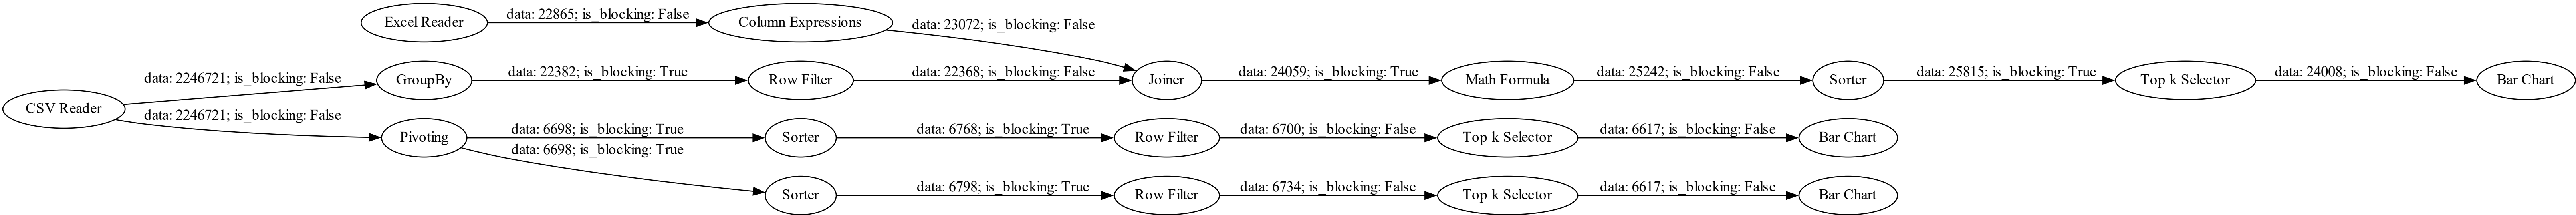 Excel Reader
data: 22865; is_blocking: False
Column Expressions
data: 23072; is_blocking: False
CSV Reader
data: 2246721; is_blocking: False
GroupBy
data: 22382; is_blocking: True
Row Filter
data: 22368; is_blocking: False
Joiner
data: 24059; is_blocking: True
Math Formula
data: 25242; is_blocking: False
Sorter
data: 25815; is_blocking: True
Top k Selector
data: 24008; is_blocking: False
Bar Chart
data: 2246721; is_blocking: False
Pivoting
data: 6698; is_blocking: True
Sorter
data: 6768; is_blocking: True
Row Filter
data: 6700; is_blocking: False
Top k Selector
data: 6617; is_blocking: False
Bar Chart
data: 6698; is_blocking: True
Sorter
data: 6798; is_blocking: True
Row Filter
data: 6734; is_blocking: False
Top k Selector
data: 6617; is_blocking: False
Bar Chart